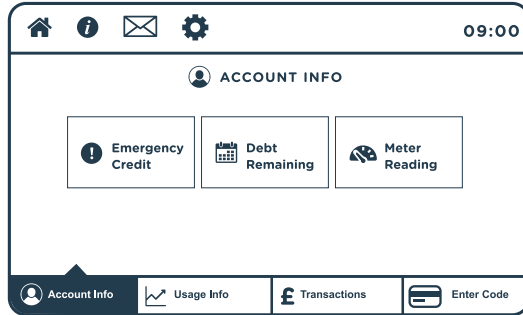 09:00
ACCOUNT INFO
Emergency
Credit
Debt
Remaining
Meter
Reading
Account Info
Usage Info
£ Transactions
Enter Code